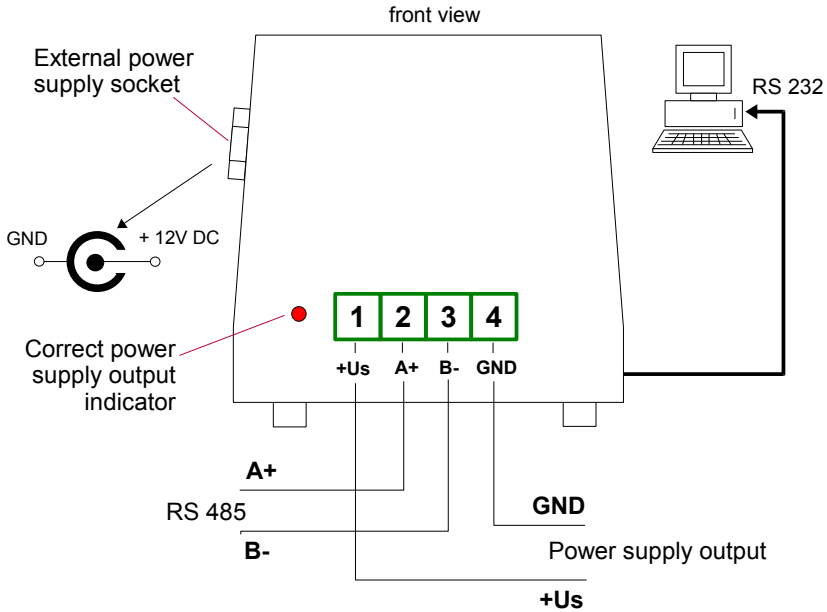 front view
External power
supply socket
RS 232
GND
+ 12V DC
1 2 3 4
+Us A+ B- GND
Correct power
supply output
indicator
A+
RS 485
B-
GND
Power supply output
+Us